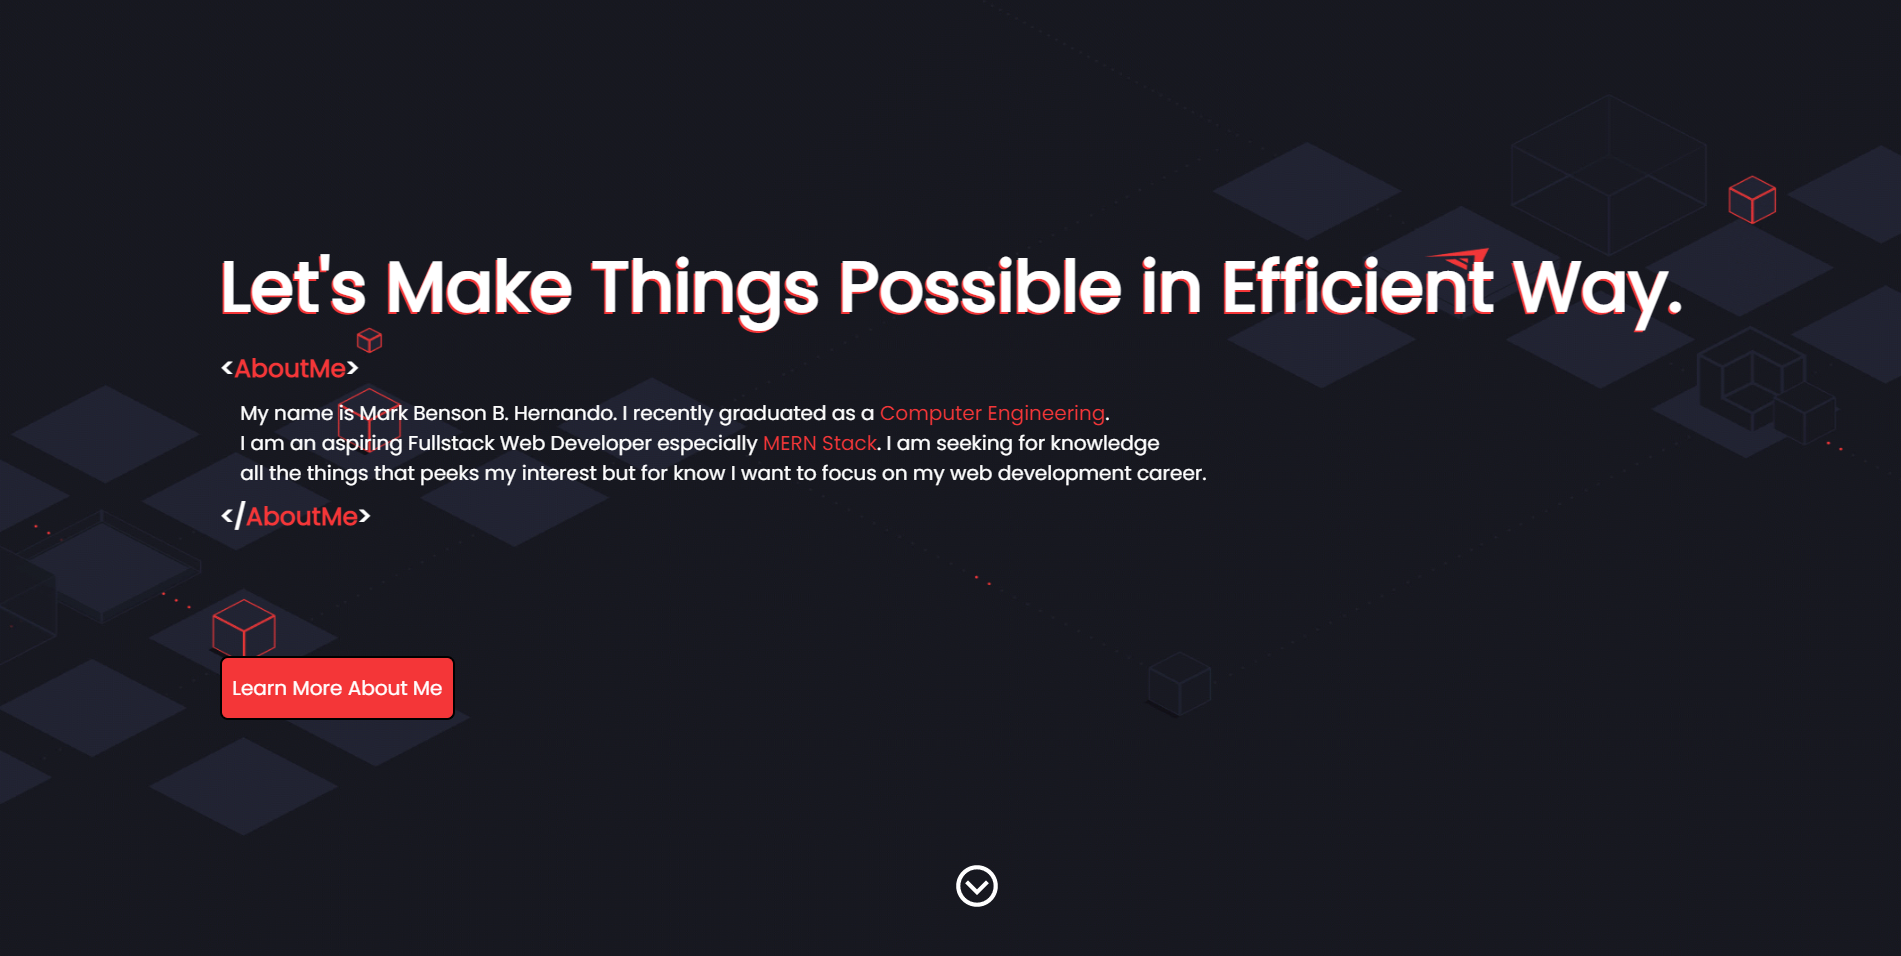 Let's Make Things Possible in Efficient Way.
<AboutMe>
My name is Mark Benson B. Hernando. I recently graduated as a Computer Engineering.
I am an aspiring Fullstack Web Developer especially MERN Stack. I am seeking for knowledge
all the things that peeks my interest but for know I want to focus on my web development career.
</AboutMe>
Learn More About Me